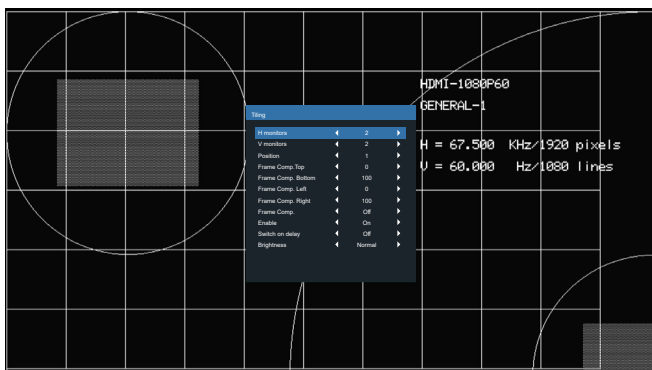 HDMI-1080P60
GENERAL-1
H = 67.500 KHz/1920 pixels
V = 60.000 Hz/1080 lines
Tiling
H monitors 2
V monitors 2
Position 1
Frame Comp.Top 0
Frame Comp. Bottom 100
Frame Comp. Left 0
Frame Comp. Right 100
Frame Comp. Off
Enable On
Switch on delay Off
Brightness Normal